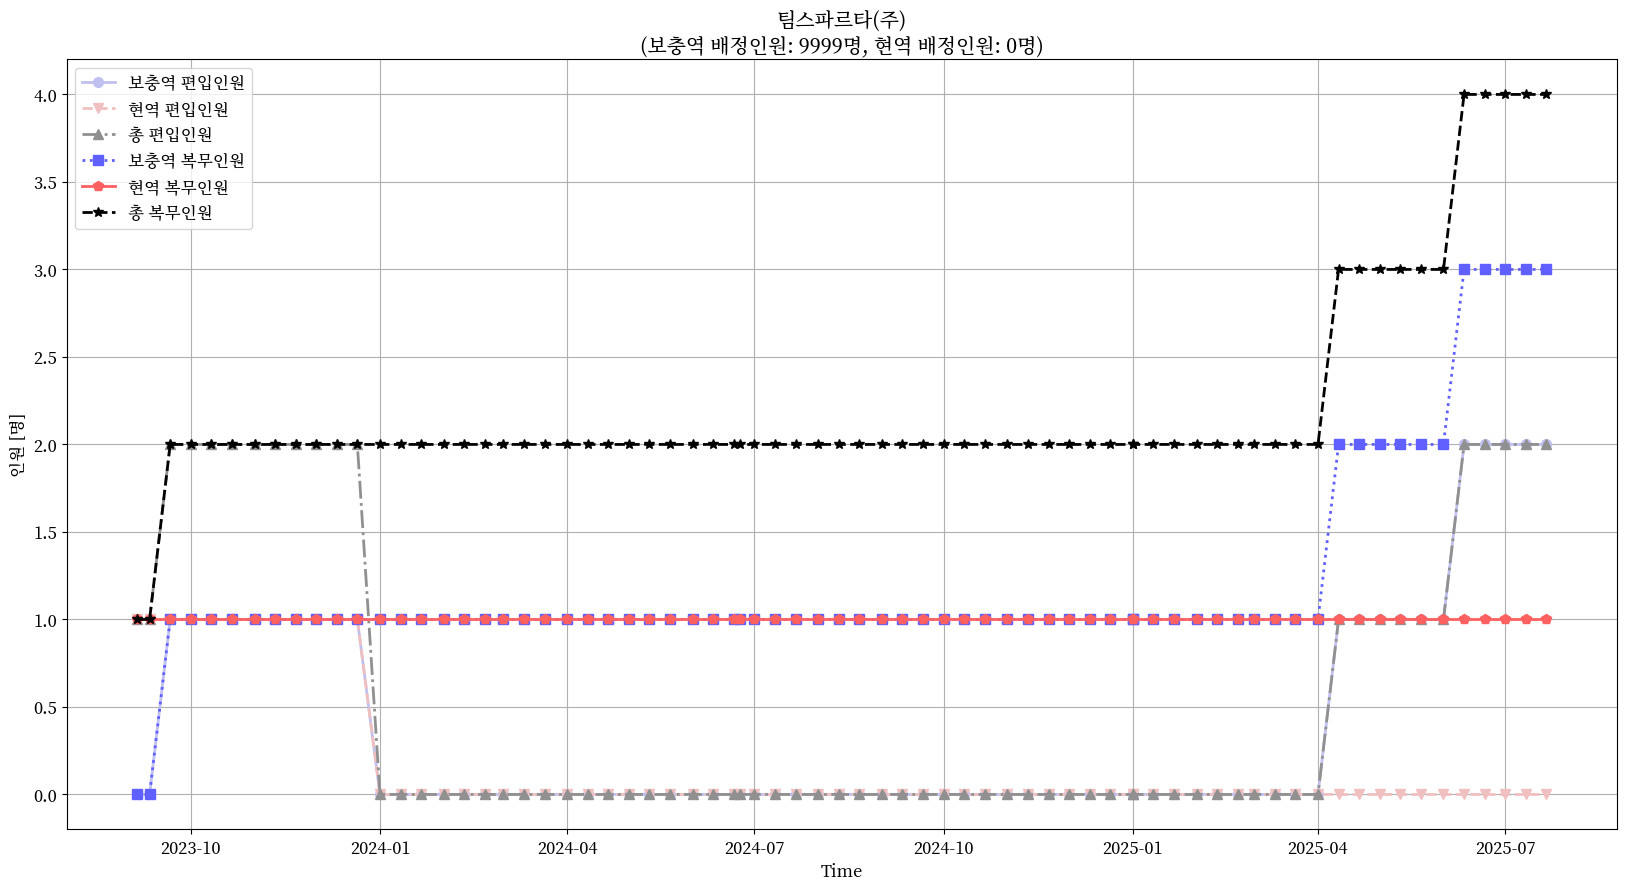 팀스파르타(주)
(보충역 배정인원: 9999명, 현역 배정인원: 0명)
보충역 편입인원
현역 편입인원
총 편입인원
보충역 복무인원
현역 복무인원
총 복무인원
4.0
3.5
3.0
2.5
2.0
1.5
1.0
0.5
0.0
인원 [명]
2023-10
2024-01
2024-04
2024-07
2024-10
2025-01
2025-04
2025-07
Time